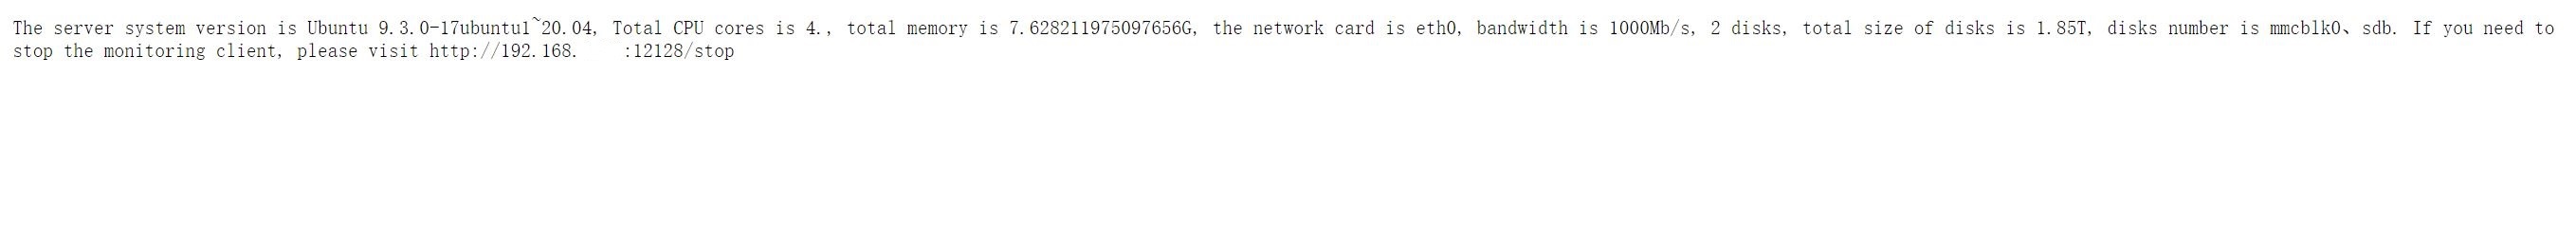 The server system version is Ubuntu 9.3.0-17ubuntu1~20.04, Total CPU cores is 4., total memory is 7.628211975097656G, the network card is eth0, bandwidth is 1000Mb/s, 2 disks, total size of disks is 1.85T, disks number is mmcblk0、sdb. If you need to
stop the monitoring client, please visit http://192.168.    :12128/stop